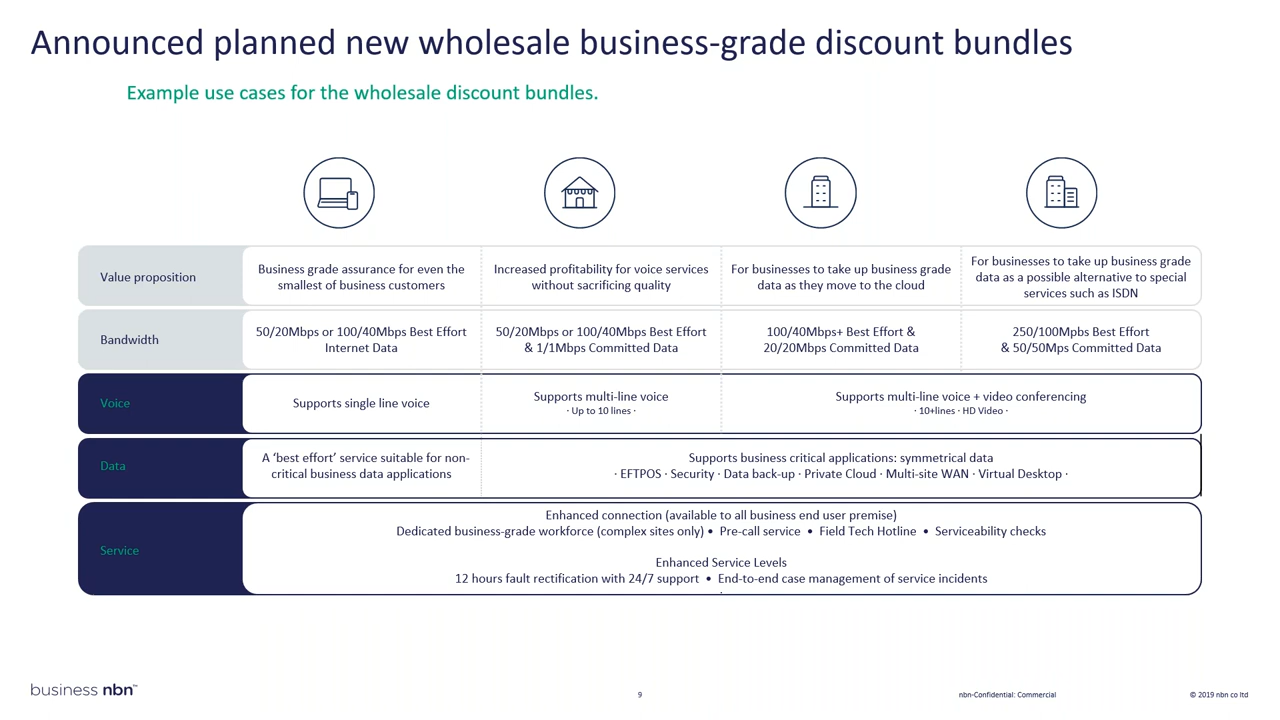 Announced planned new wholesale business-grade discount bundles
Example use cases for the wholesale discount bundles.
Value proposition
Business grade assurance for even the
smallest of business customers
Increased profitability for voice services
without sacrificing quality
For businesses to take up business grade
data as they move to the cloud
For businesses to take up business grade
data as a possible alternative to special
services such as ISDN
Bandwidth
50/20Mbps or 100/40Mbps Best Effort
Internet Data
50/20Mbps or 100/40Mbps Best Effort
& 1/1Mbps Committed Data
100/40Mbps+ Best Effort &
20/20Mbps Committed Data
250/100Mpbs Best Effort
& 50/50Mps Committed Data
Voice
Supports single line voice
Supports multi-line voice
· Up to 10 lines ·
Supports multi-line voice + video conferencing
· 10+lines · HD Video ·
Data
A ‘best effort’ service suitable for non-
critical business data applications
Supports business critical applications: symmetrical data
· EFTPOS · Security · Data back-up · Private Cloud · Multi-site WAN · Virtual Desktop ·
Service
Enhanced connection (available to all business end user premise)
Dedicated business-grade workforce (complex sites only) • Pre-call service • Field Tech Hotline • Serviceability checks
Enhanced Service Levels
12 hours fault rectification with 24/7 support • End-to-end case management of service incidents
.
business nbn™
9
nbn-Confidential: Commercial
© 2019 nbn co ltd